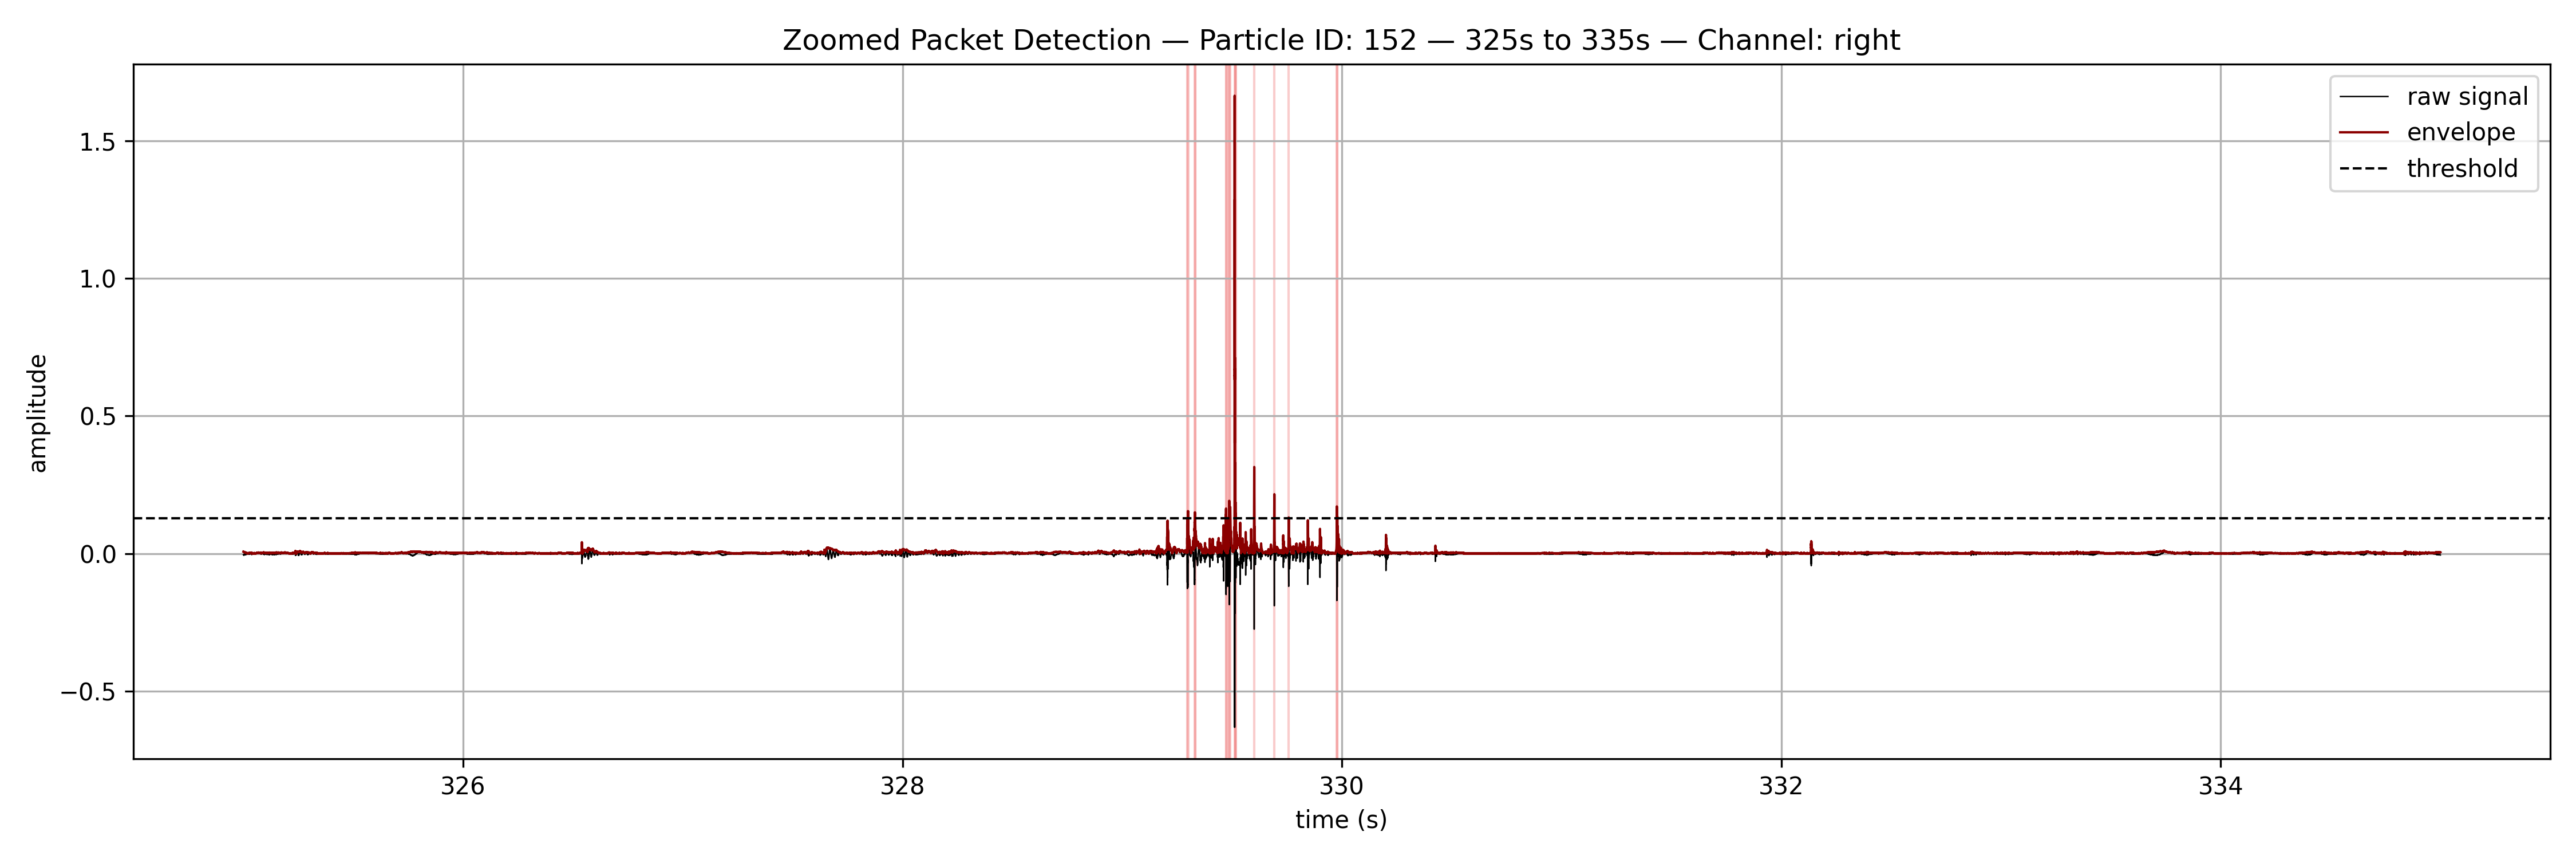 Zoomed Packet Detection — Particle ID: 152 — 325s to 335s — Channel: right
raw signal
envelope
threshold
amplitude
1.5
1.0
0.5
0.0
−0.5
326
328
330
332
334
time (s)